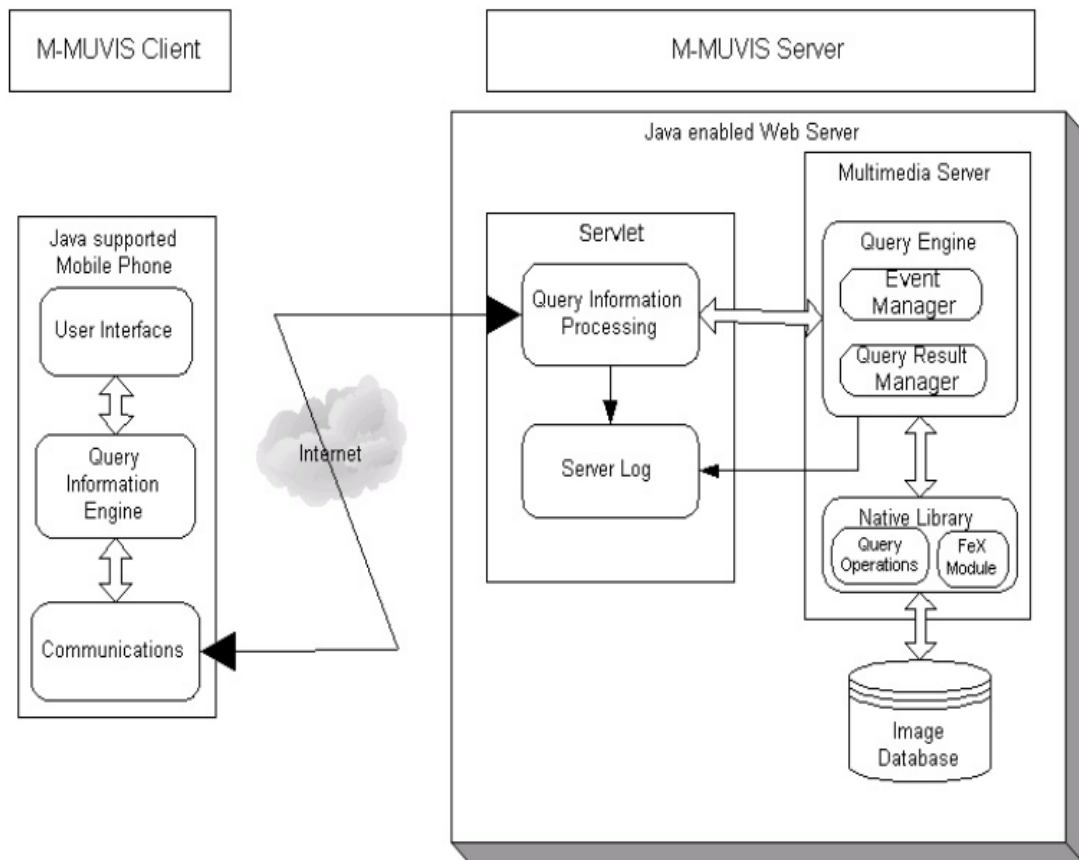 M-MUVIS Client
M-MUVIS Server
Java enabled Web Server
Java supported
Mobile Phone
User Interface
Query
Information
Engine
Communications
Internet
Servlet
Query Information
Processing
Server Log
Multimedia Server
Query Engine
Event
Manager
Query Result
Manager
Native Library
Query
Operations
FeX
Module
Image
Database